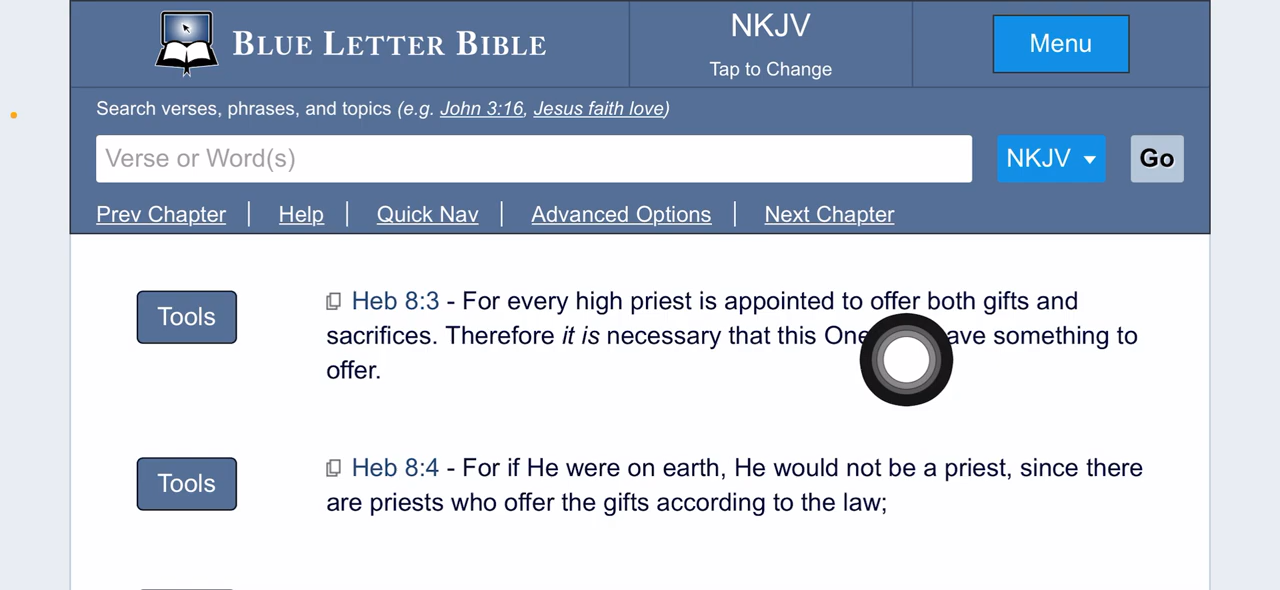 BLUE LETTER BIBLE
NKJV
Tap to Change
Menu
Search verses, phrases, and topics (e.g. John 3:16, Jesus faith love)
Verse or Word(s)
NKJV
Go
Prev Chapter | Help | Quick Nav | Advanced Options | Next Chapter
Tools
Heb 8:3 - For every high priest is appointed to offer both gifts and
sacrifices. Therefore it is necessary that this One ave something to
offer.
Tools
Heb 8:4 - For if He were on earth, He would not be a priest, since there
are priests who offer the gifts according to the law;